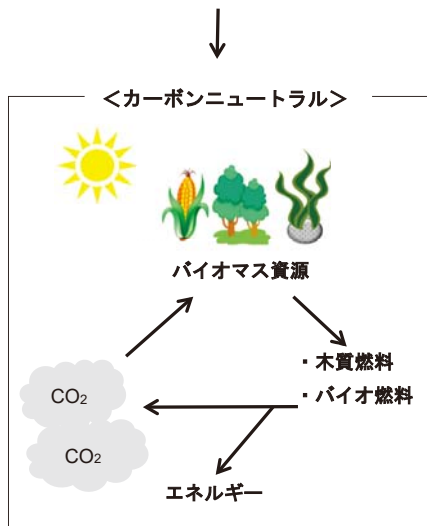 ＜カーボンニュートラル＞
バイオマス資源
・木質燃料
・バイオ燃料
CO₂
CO₂
エネルギー